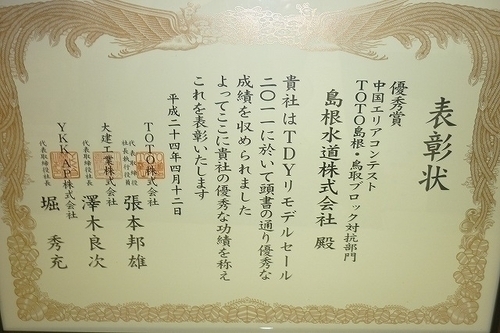 表彰状
優秀賞
中国エリアコンテスト
TOTO島根・鳥取ブロック対抗部門
島根水道株式会社 殿
貴社はTDYリモデルセール
二〇一一に於いて頭書の通り優秀な
成績を収められました
よってここに貴社の優秀な功績を称え
これを表彰いたします
平成二十四年四月十二日
TOTO株式会社
張本邦雄
大建工業株式会社
代表取締役社長
澤木良次
YKKAP株式会社
代表取締役社長
堀 秀充